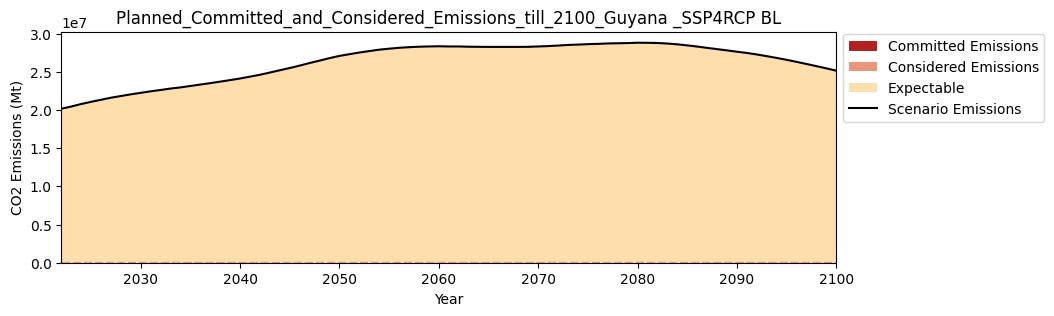 Planned_Committed_and_Considered_Emissions_till_2100_Guyana _SSP4RCP BL
1e7
3.0
2.5
2.0
1.5
1.0
0.5
0.0
CO2 Emissions (Mt)
2030 2040 2050 2060 2070 2080 2090 2100
Year
Committed Emissions
Considered Emissions
Expectable
Scenario Emissions